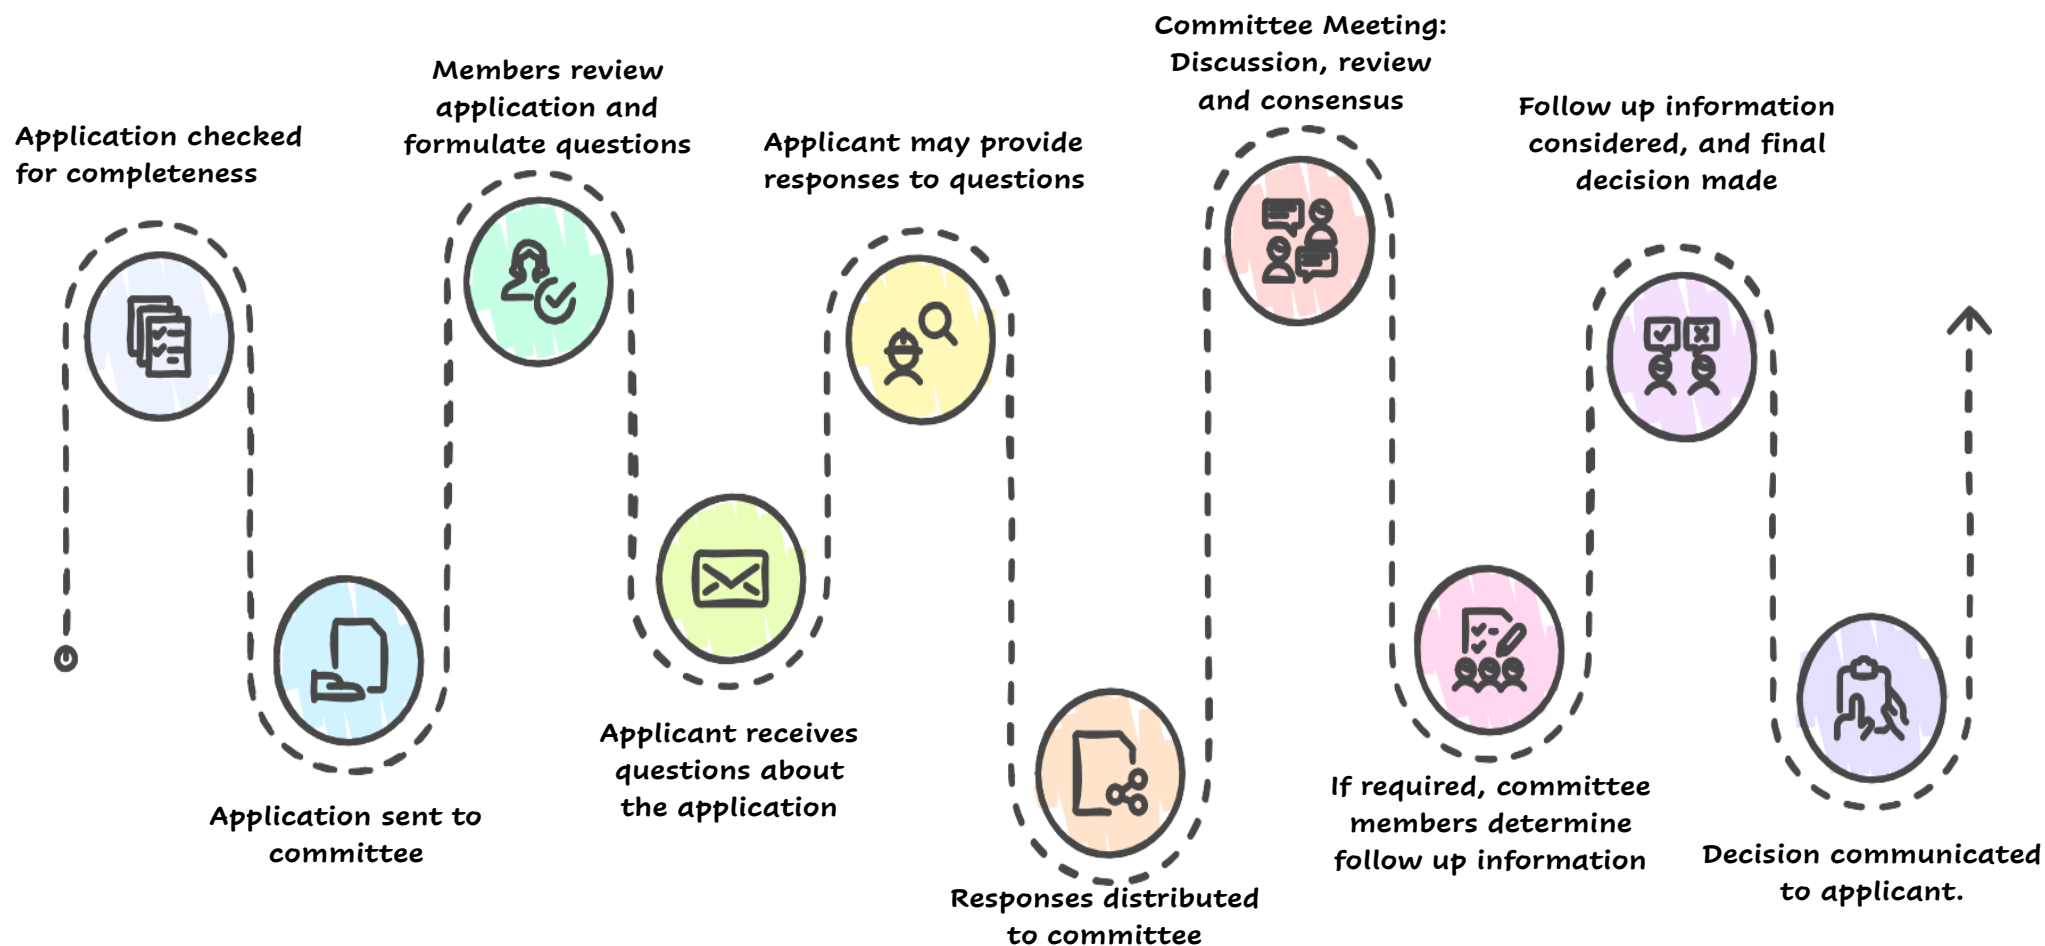 Application checked
for completeness
Application sent to
committee
Members review
application and
formulate questions
Applicant receives
questions about
the application
Applicant may provide
responses to questions
Responses distributed
to committee
Committee Meeting:
Discussion, review
and consensus
If required, committee
members determine
follow up information
Follow up information
considered, and final
decision made
Decision communicated
to applicant.